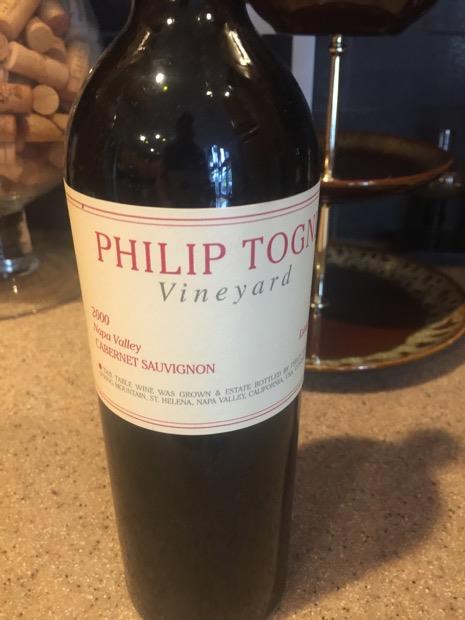 PHILIP TOGN
Vineyard
2000
Napa Valley
CABERNET SAUVIGNON
THIS TABLE WINE WAS GROWN & ESTATE BOTTLED BY
SPRING MOUNTAIN, ST. HELENA, NAPA VALLEY, CALIFORNIA, USA